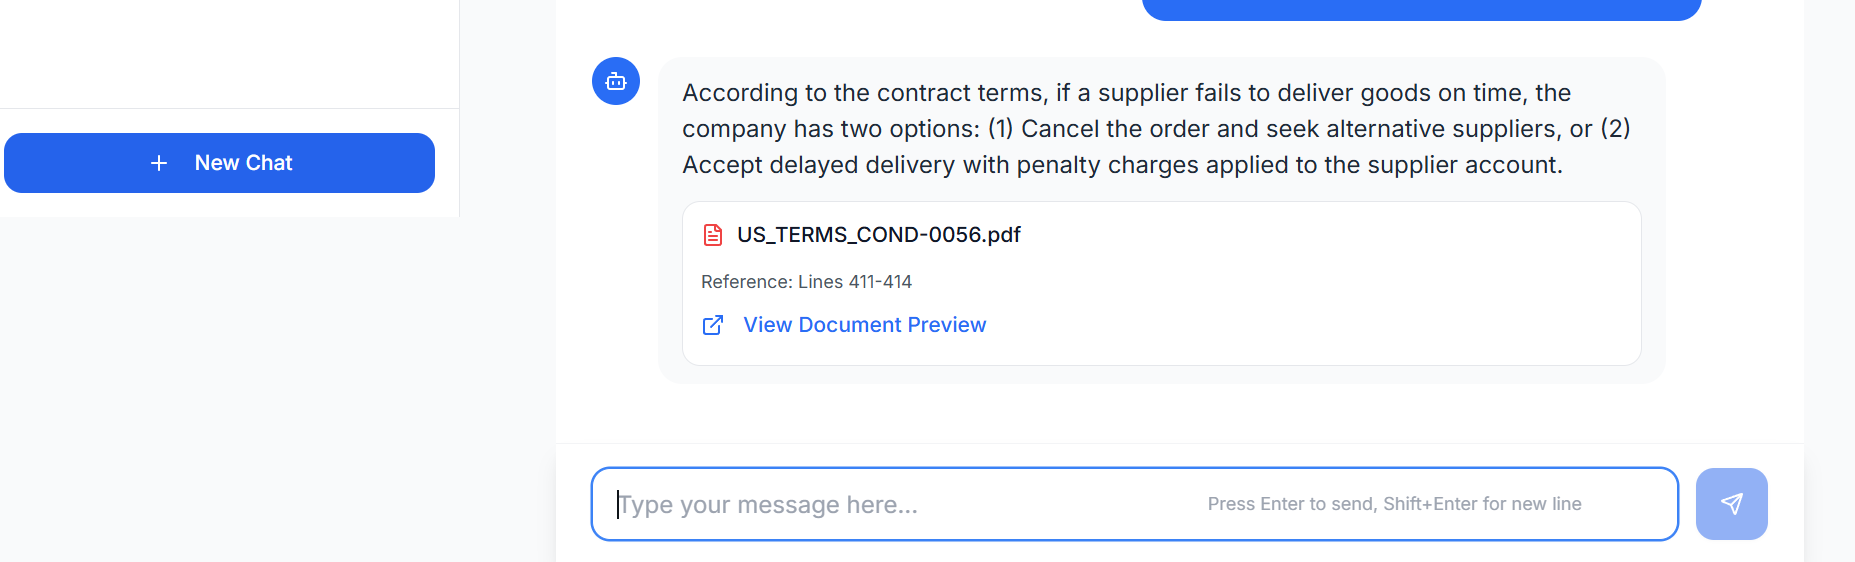 According to the contract terms, if a supplier fails to deliver goods on time, the
company has two options: (1) Cancel the order and seek alternative suppliers, or (2)
Accept delayed delivery with penalty charges applied to the supplier account.
New Chat
US_TERMS_COND-0056.pdf
Reference: Lines 411-414
View Document Preview
Type your message here...
Press Enter to send, Shift+Enter for new line